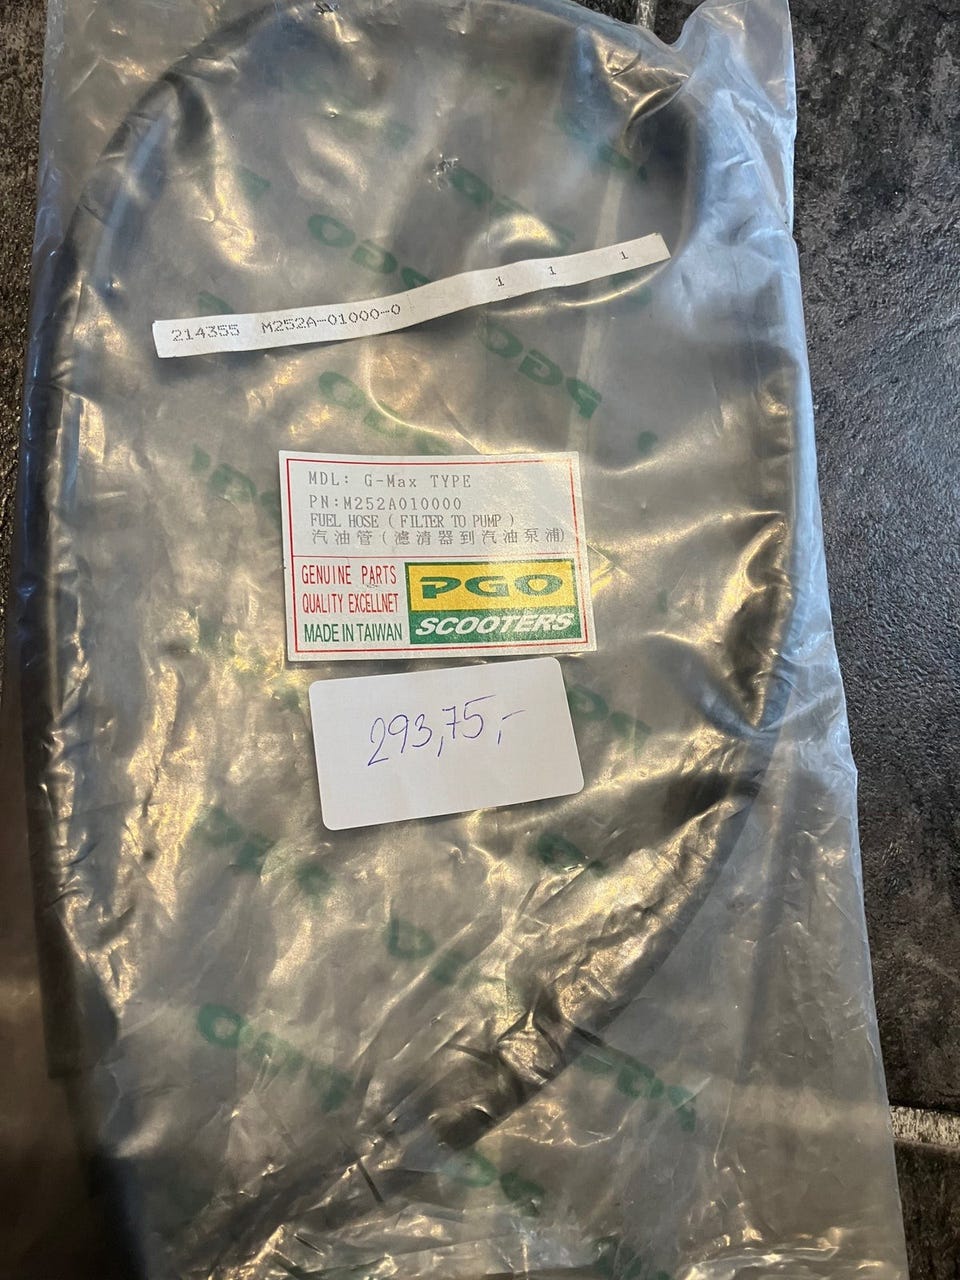 214355 M252A-01000-0 1 1 1
MDL: G-Max TYPE
PN:M252A010000
FUEL HOSE ( FILTER TO PUMP )
汽油管(濾清器到汽油泵浦)
GENUINE PARTS
QUALITY EXCELLNET
MADE IN TAIWAN
PGO
SCOOTERS
293,75,-
PGO
PGO